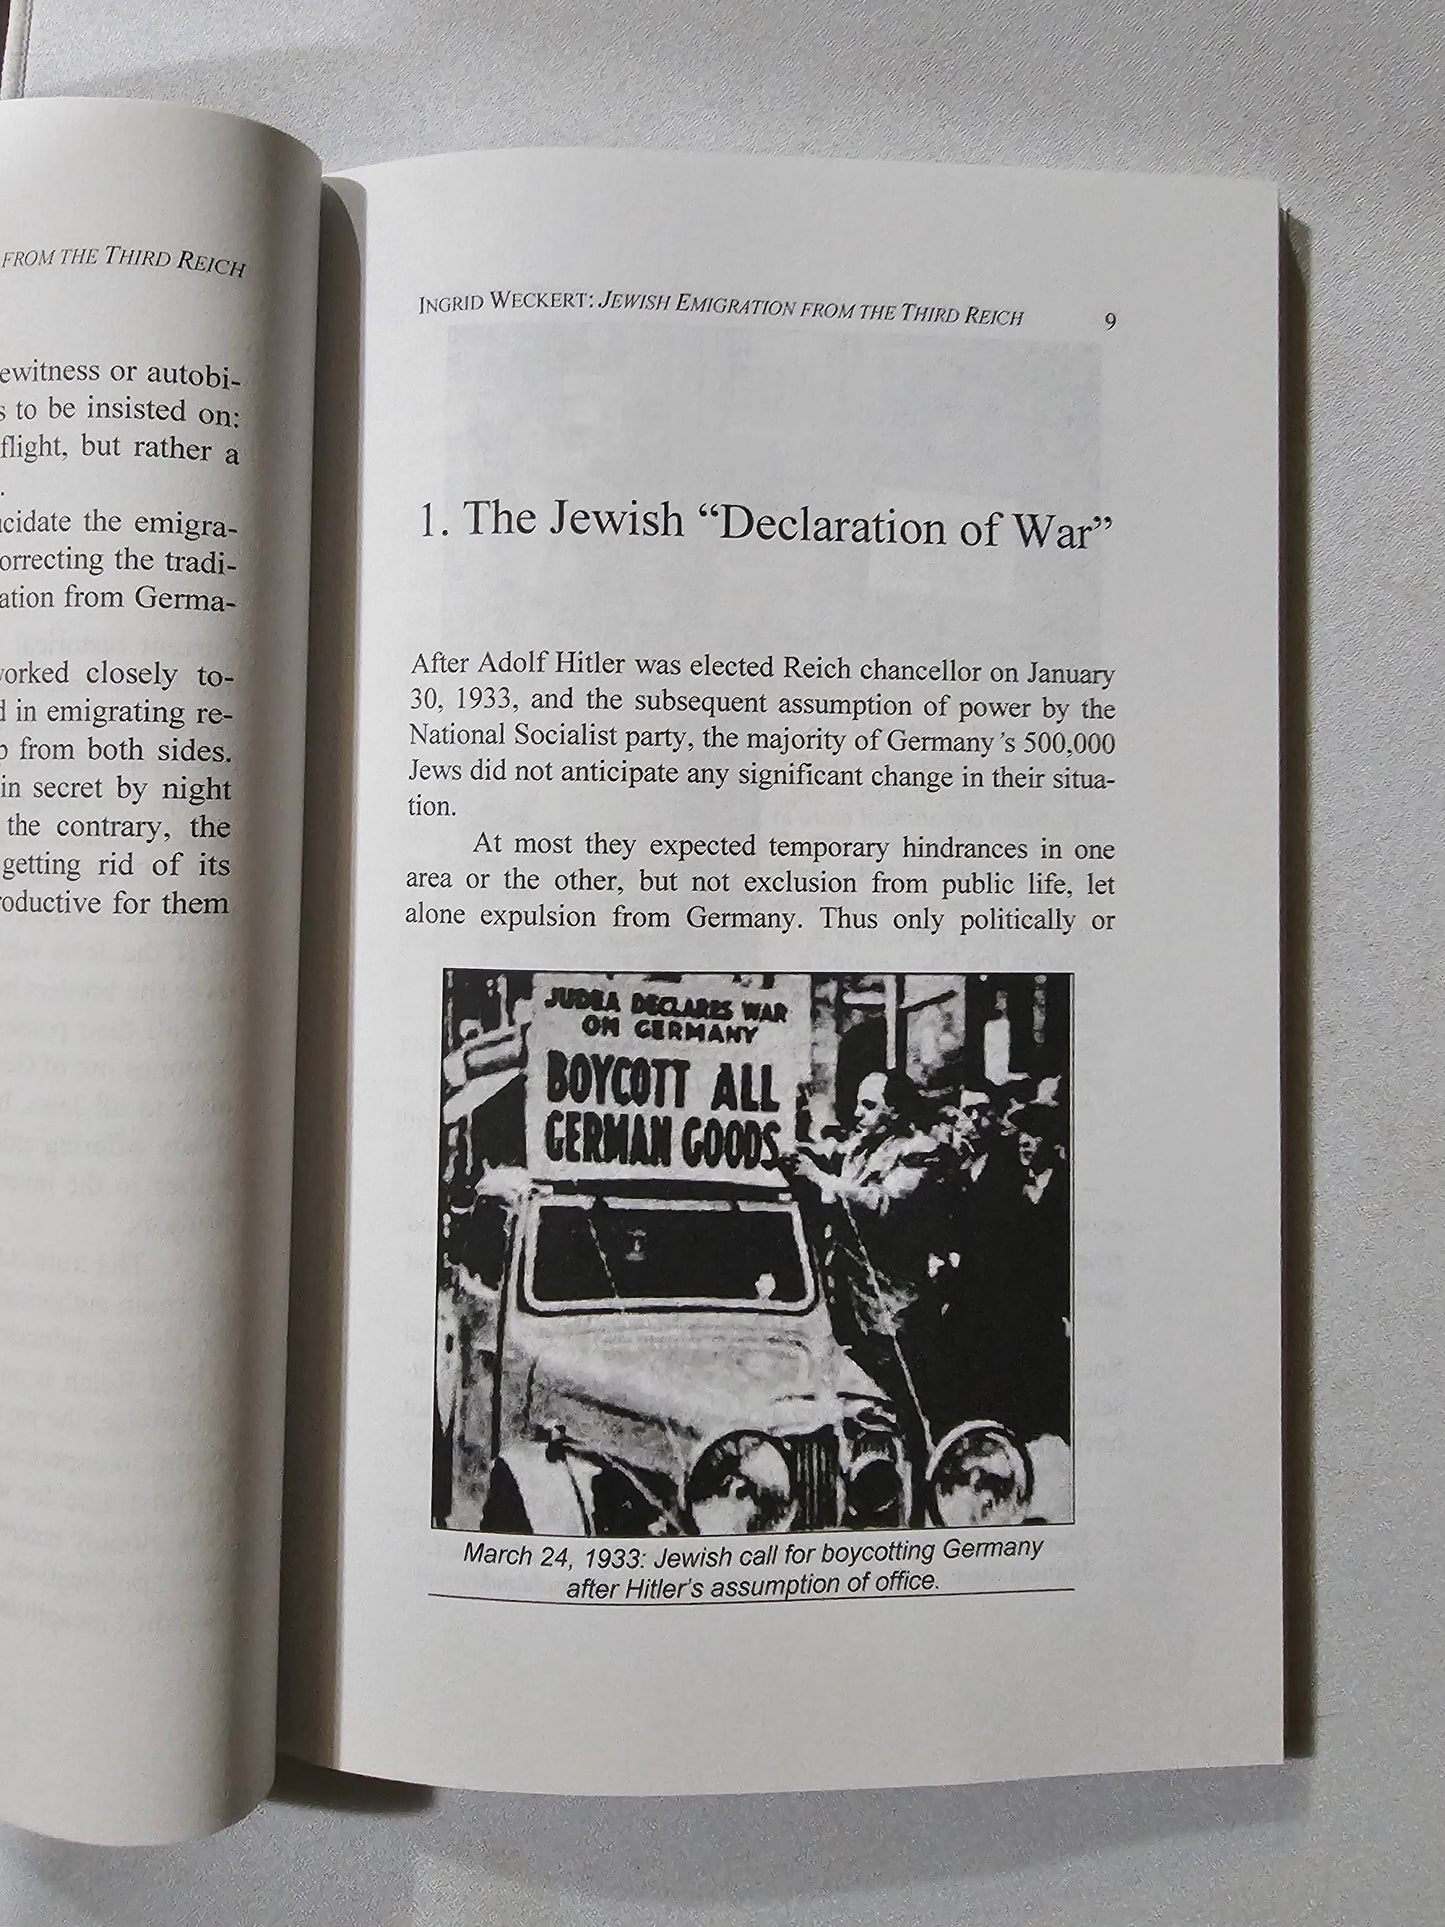 FROM THE THIRD REICH
ewitness or autobi-
s to be insisted on:
flight, but rather a
.
cidate the emigra-
orrecting the tradi-
ation from Germa-
orked closely to-
d in emigrating re-
from both sides.
in secret by night
the contrary, the
getting rid of its
roductive for them
INGRID WECKERT: JEWISH EMIGRATION FROM THE THIRD REICH 9
1. The Jewish “Declaration of War”
After Adolf Hitler was elected Reich chancellor on January
30, 1933, and the subsequent assumption of power by the
National Socialist party, the majority of Germany's 500,000
Jews did not anticipate any significant change in their situa-
tion.
At most they expected temporary hindrances in one
area or the other, but not exclusion from public life, let
alone expulsion from Germany. Thus only politically or
JUDEA DECLARES WAR
ON GERMANY
BOYCOTT ALL
GERMAN GOODS
March 24, 1933: Jewish call for boycotting Germany
after Hitler's assumption of office.